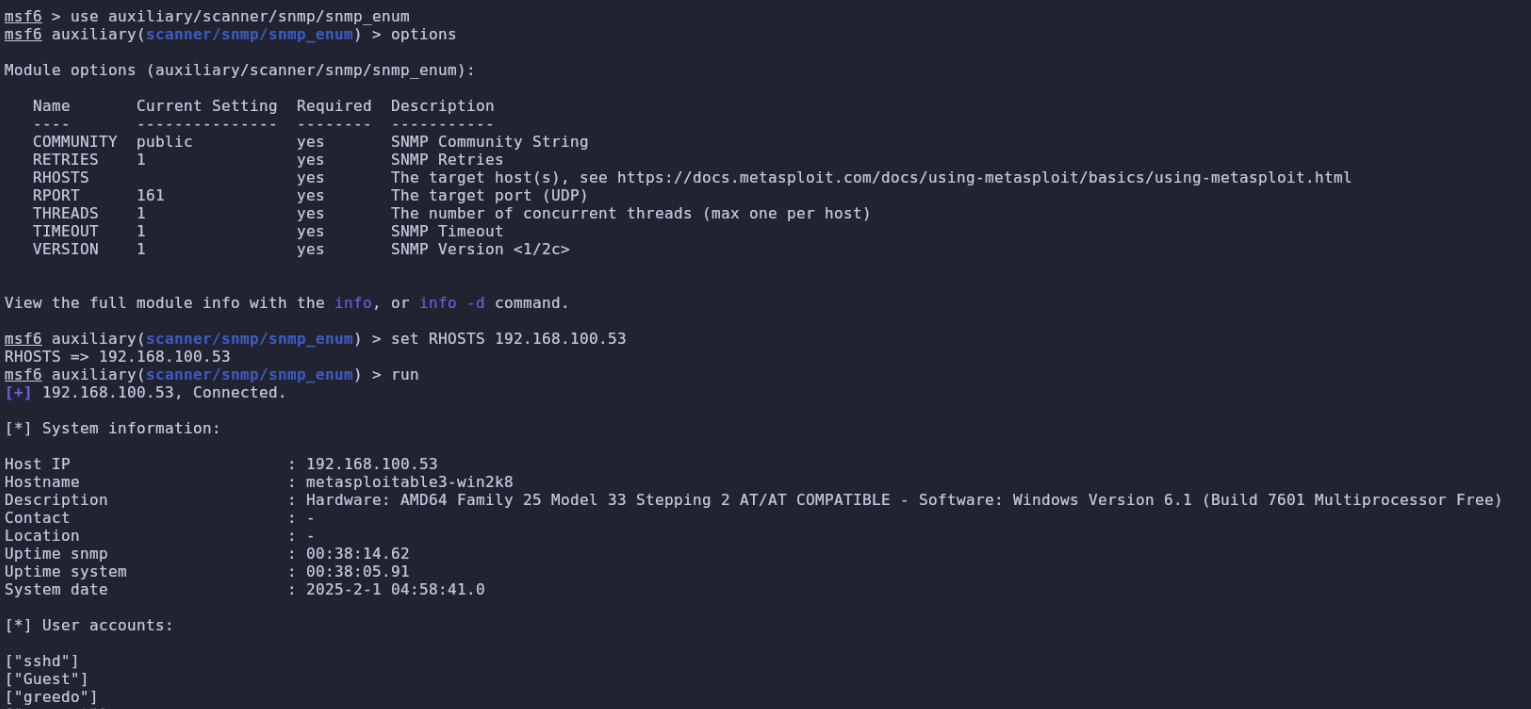 msf6 > use auxiliary/scanner/snmp/snmp_enum
msf6 auxiliary(scanner/snmp/snmp_enum) > options

Module options (auxiliary/scanner/snmp/snmp_enum):

   Name       Current Setting  Required  Description
   ----       ---------------  --------  -----------
   COMMUNITY  public           yes       SNMP Community String
   RETRIES    1                yes       SNMP Retries
   RHOSTS                      yes       The target host(s), see https://docs.metasploit.com/docs/using-metasploit/basics/using-metasploit.html
   RPORT      161              yes       The target port (UDP)
   THREADS    1                yes       The number of concurrent threads (max one per host)
   TIMEOUT    1                yes       SNMP Timeout
   VERSION    1                yes       SNMP Version <1/2c>

View the full module info with the info, or info -d command.

msf6 auxiliary(scanner/snmp/snmp_enum) > set RHOSTS 192.168.100.53
RHOSTS => 192.168.100.53
msf6 auxiliary(scanner/snmp/snmp_enum) > run
[+] 192.168.100.53, Connected.

[*] System information:

Host IP                       : 192.168.100.53
Hostname                      : metasploitable3-win2k8
Description                   : Hardware: AMD64 Family 25 Model 33 Stepping 2 AT/AT COMPATIBLE - Software: Windows Version 6.1 (Build 7601 Multiprocessor Free)
Contact                       : -
Location                      : -
Uptime snmp                   : 00:38:14.62
Uptime system                 : 00:38:05.91
System date                   : 2025-2-1 04:58:41.0

[*] User accounts:

["sshd"]
["Guest"]
["greedo"]